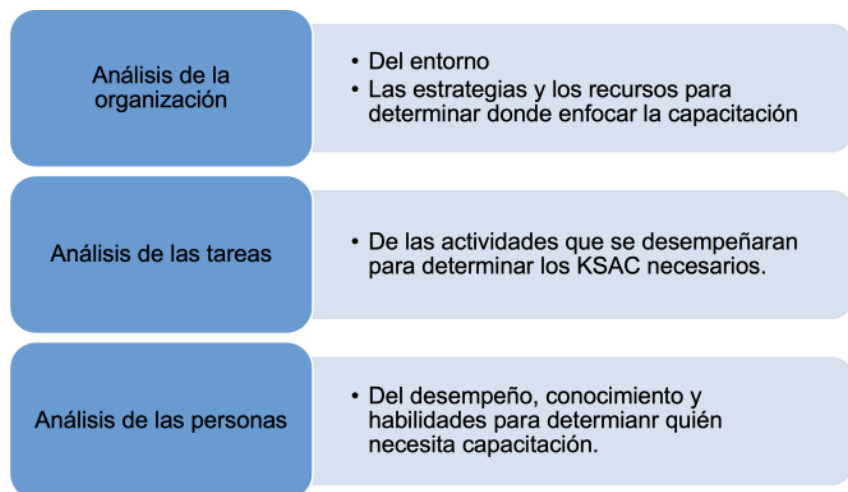 Análisis de la
organización
• Del entorno
• Las estrategias y los recursos para
determinar donde enfocar la capacitación
Análisis de las tareas
• De las actividades que se desempeñaran
para determinar los KSAC necesarios.
Análisis de las personas
• Del desempeño, conocimiento y
habilidades para determianr quién
necesita capacitación.